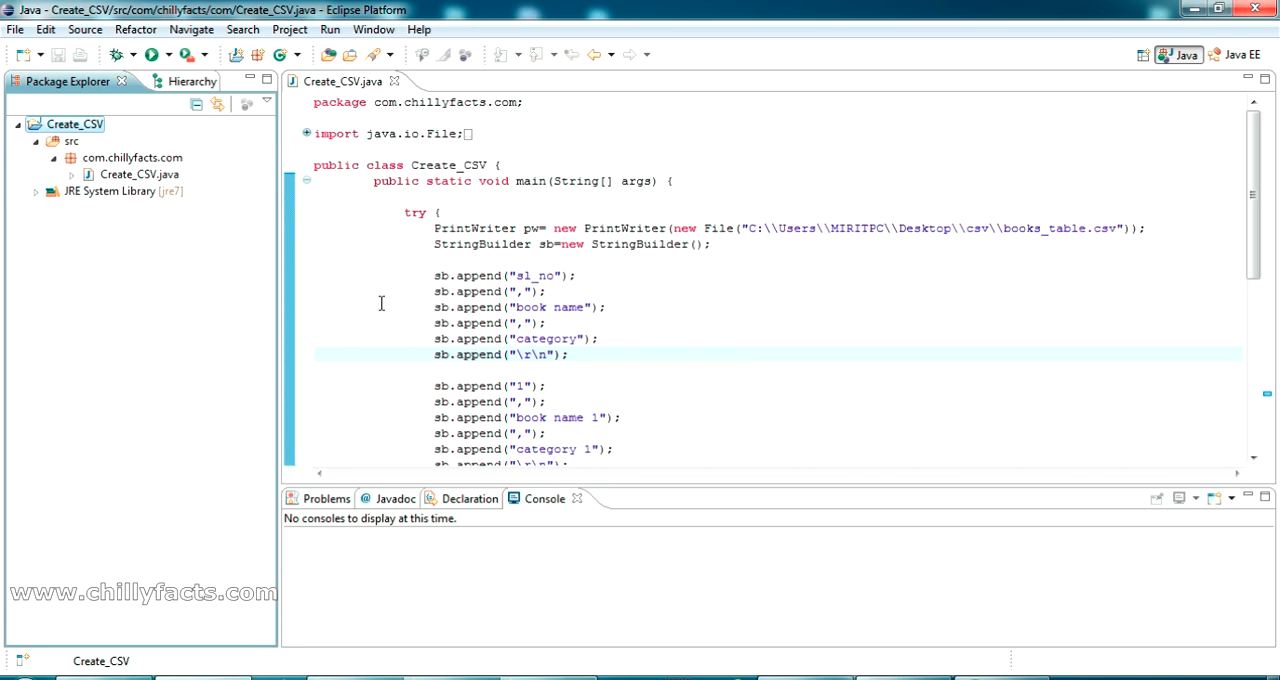 Java - Create_CSV/src/com/chillyfacts/com/Create_CSV.java - Eclipse Platform
File Edit Source Refactor Navigate Search Project Run Window Help
Java Java EE
Package Explorer Hierarchy
Create_CSV.java
Create_CSV
src
com.chillyfacts.com
Create_CSV.java
JRE System Library [jre7]
package com.chillyfacts.com;
import java.io.File;
public class Create_CSV {
public static void main(String[] args) {
try {
PrintWriter pw= new PrintWriter(new File("C:\\Users\\MIRITPC\\Desktop\\csv\\books_table.csv"));
StringBuilder sb=new StringBuilder();
sb.append("sl_no");
sb.append(",");
sb.append("book name");
sb.append(",");
sb.append("category");
sb.append("\r\n");
sb.append("1");
sb.append(",");
sb.append("book name 1");
sb.append(",");
sb.append("category 1");
sb.append("\r\n");
Problems @ Javadoc Declaration Console
No consoles to display at this time.
www.chillyfacts.com
Create_CSV